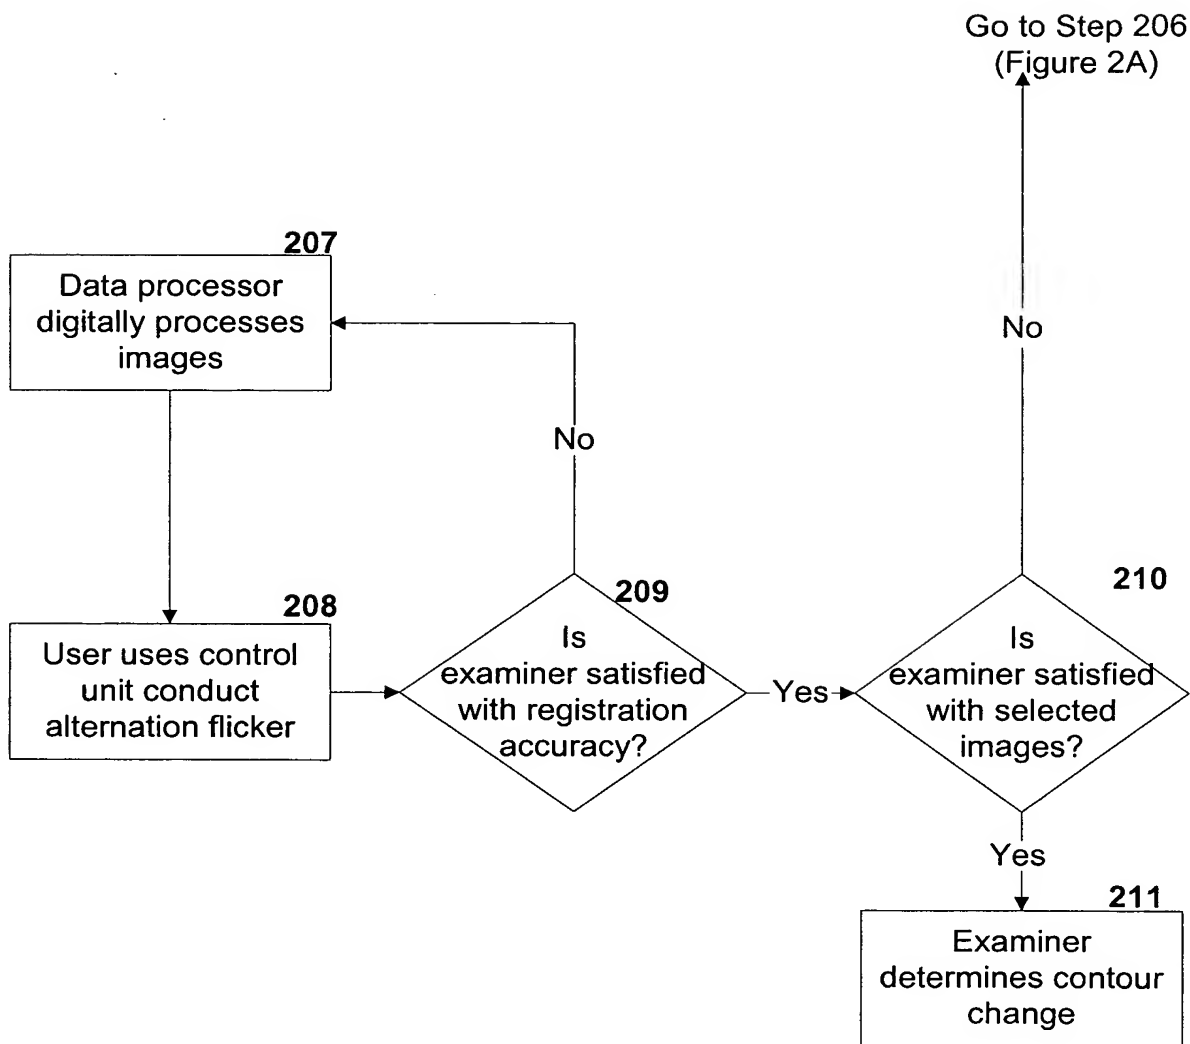 Go to Step 206
(Figure 2A)
207
Data processor
digitally processes
images
No
No
208
User uses control
unit conduct
alternation flicker
209
Is
examiner satisfied
with registration
accuracy?
Yes
210
Is
examiner satisfied
with selected
images?
Yes
211
Examiner
determines contour
change